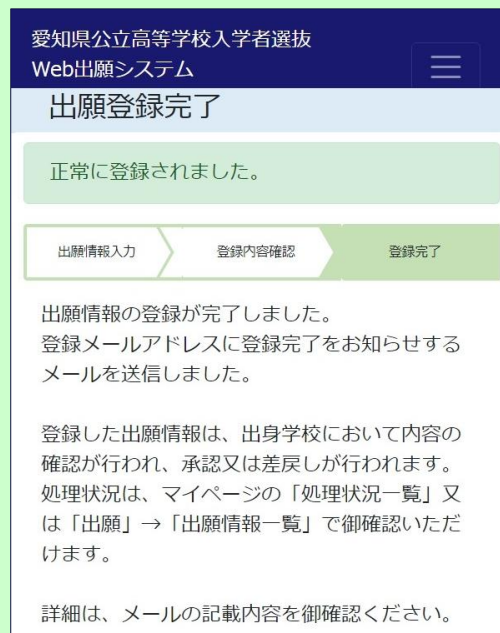 愛知県公立高等学校入学者選抜
Web出願システム
出願登録完了
正常に登録されました。
出願情報入力
登録内容確認
登録完了
出願情報の登録が完了しました。
登録メールアドレスに登録完了をお知らせする
メールを送信しました。
登録した出願情報は、出身学校において内容の
確認が行われ、承認又は差戻しが行われます。
処理状況は、マイページの「処理状況一覧」又
は「出願」→「出願情報一覧」で御確認いただ
けます。
詳細は、メールの記載内容を御確認ください。